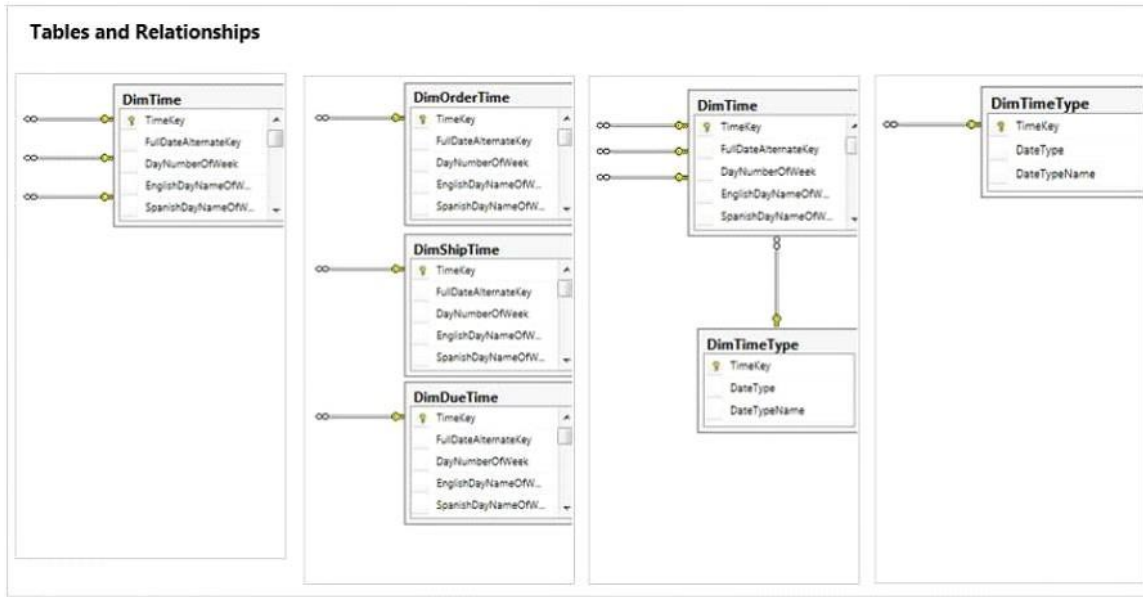 Tables and Relationships
DimTime
TimeKey
FullDateAlternateKey
DayNumberOfWeek
EnglishDayNameOfW...
SpanishDayNameOfW...
DimOrderTime
TimeKey
FullDateAlternateKey
DayNumberOfWeek
EnglishDayNameOfW...
SpanishDayNameOfW...
DimShipTime
TimeKey
FullDateAlternateKey
DayNumberOfWeek
EnglishDayNameOfW...
SpanishDayNameOfW...
DimDueTime
TimeKey
FullDateAlternateKey
DayNumberOfWeek
EnglishDayNameOfW...
SpanishDayNameOfW...
DimTime
TimeKey
FullDateAlternateKey
DayNumberOfWeek
EnglishDayNameOfW...
SpanishDayNameOfW...
DimTimeType
TimeKey
DateType
DateTypeName
DimTimeType
TimeKey
DateType
DateTypeName